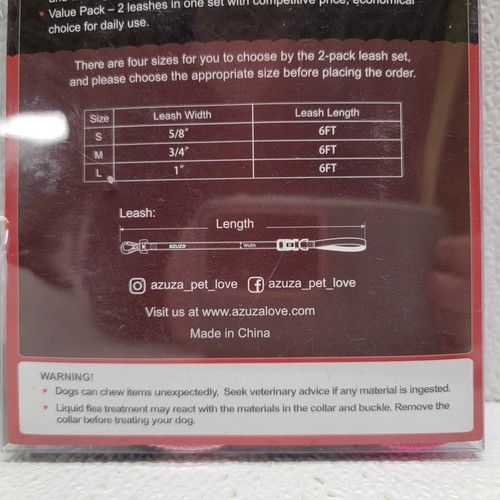 Value Pack – 2 leashes in one set with competitive price, economical
choice for daily use.
There are four sizes for you to choose by the 2-pack leash set,
and please choose the appropriate size before placing the order.
Size Leash Width Leash Length
S 5/8" 6FT
M 3/4" 6FT
L 1" 6FT
Leash:
Length
azuza Width
azuza_pet_love azuza_pet_love
Visit us at www.azuzalove.com
Made in China
WARNING!
Dogs can chew items unexpectedly, Seek veterinary advice if any material is ingested.
Liquid flea treatment may react with the materials in the collar and buckle. Remove the
collar before treating your dog.